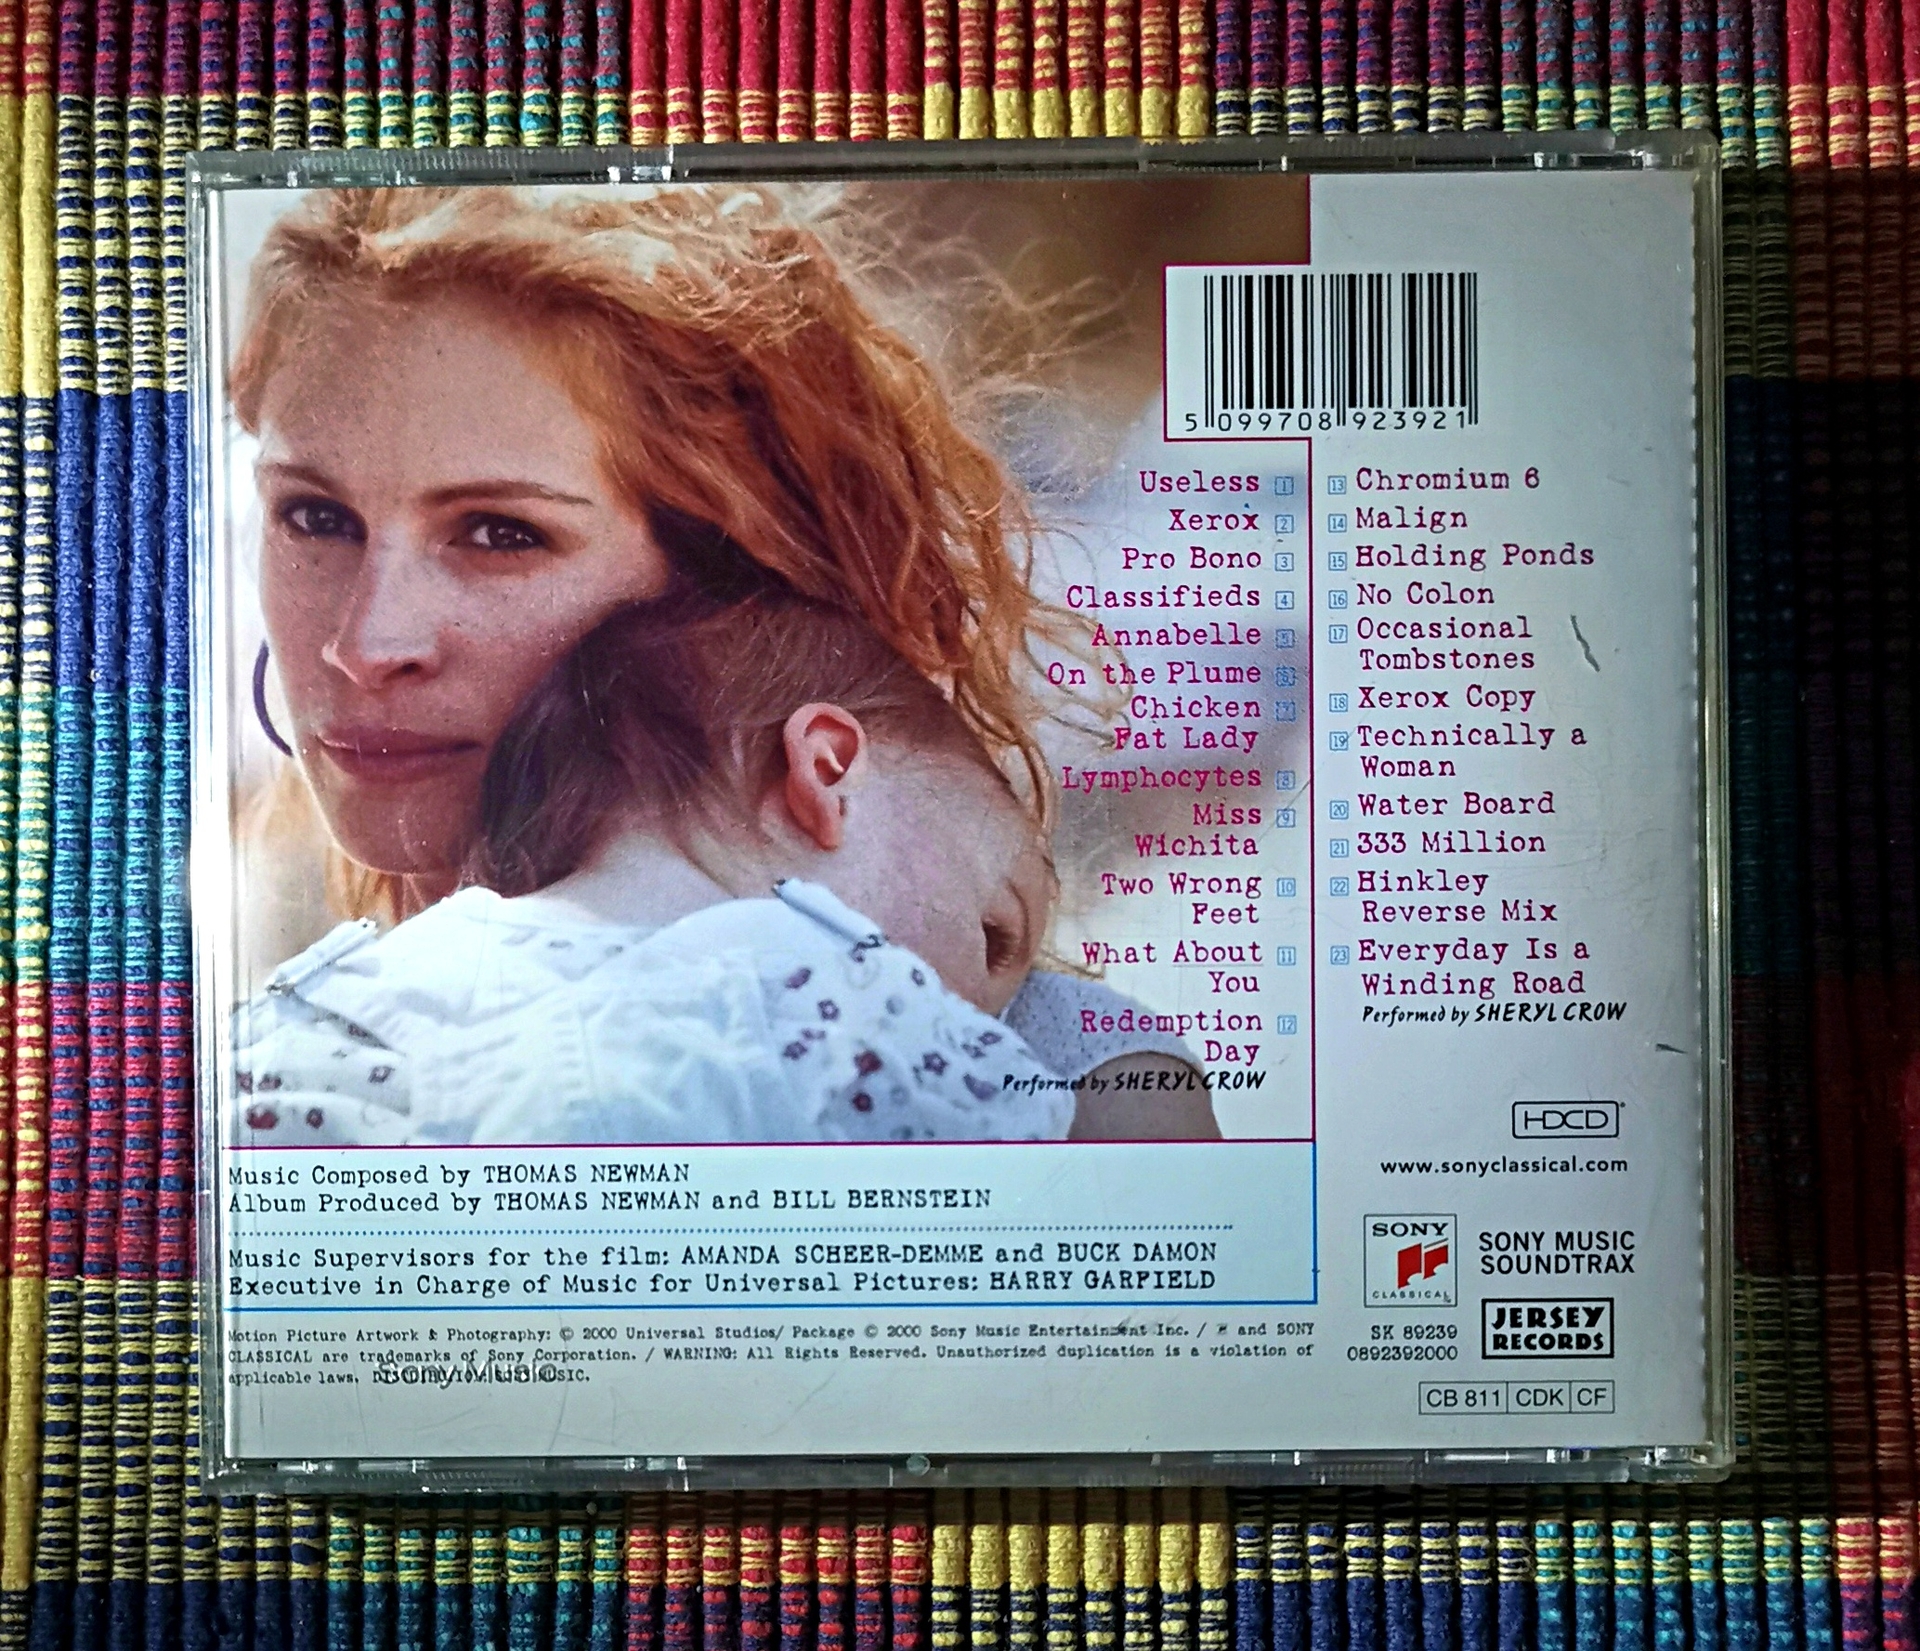 5 099708 923921
Useless 1
Xerox 2
Pro Bono 3
Classifieds 4
Annabelle 5
On the Plume 6
Chicken 7
Fat Lady
Lymphocytes 8
Miss 9
Wichita
Two Wrong 10
Feet
What About 11
You
Redemption 12
Day
Performed by SHERYL CROW
13 Chromium 6
14 Malign
15 Holding Ponds
16 No Colon
17 Occasional
Tombstones
18 Xerox Copy
19 Technically a
Woman
20 Water Board
21 333 Million
22 Hinkley
Reverse Mix
23 Everyday Is a
Winding Road
Performed by SHERYL CROW
HDCD
www.sonyclassical.com
Music Composed by THOMAS NEWMAN
Album Produced by THOMAS NEWMAN and BILL BERNSTEIN
Music Supervisors for the film: AMANDA SCHEER-DEMME and BUCK DAMON
Executive in Charge of Music for Universal Pictures: HARRY GARFIELD
Motion Picture Artwork & Photography: © 2000 Universal Studios/ Package © 2000 Sony Music Entertainment Inc. / and SONY
CLASSICAL are trademarks of Sony Corporation. / WARNING: All Rights Reserved. Unauthorized duplication is a violation of
applicable laws.
Sony Music
SONY
CLASSICAL
SONY MUSIC
SOUNDTRAX
JERSEY
RECORDS
SK 89239
0892392000
CB 811 CDK CF